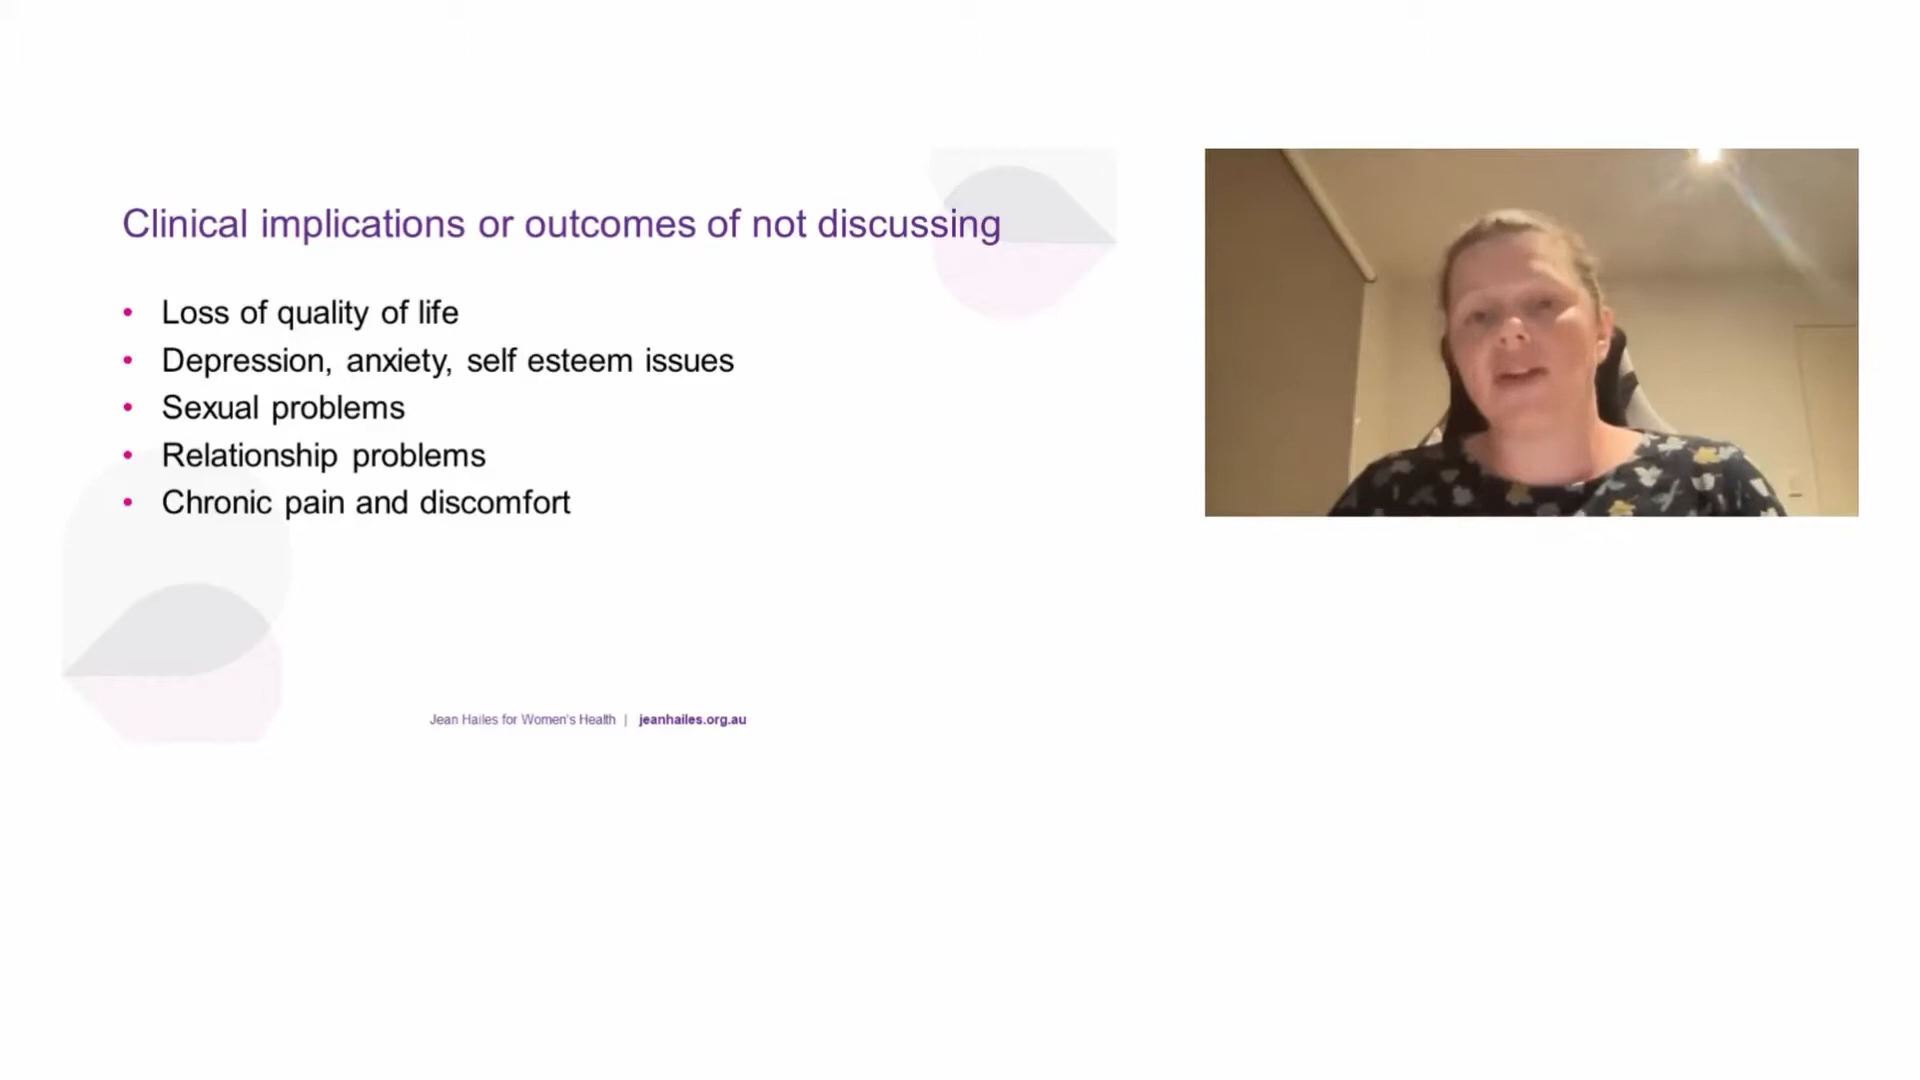 Clinical implications or outcomes of not discussing
• Loss of quality of life
• Depression, anxiety, self esteem issues
• Sexual problems
• Relationship problems
• Chronic pain and discomfort
Jean Hailes for Women's Health | jeanhailes.org.au